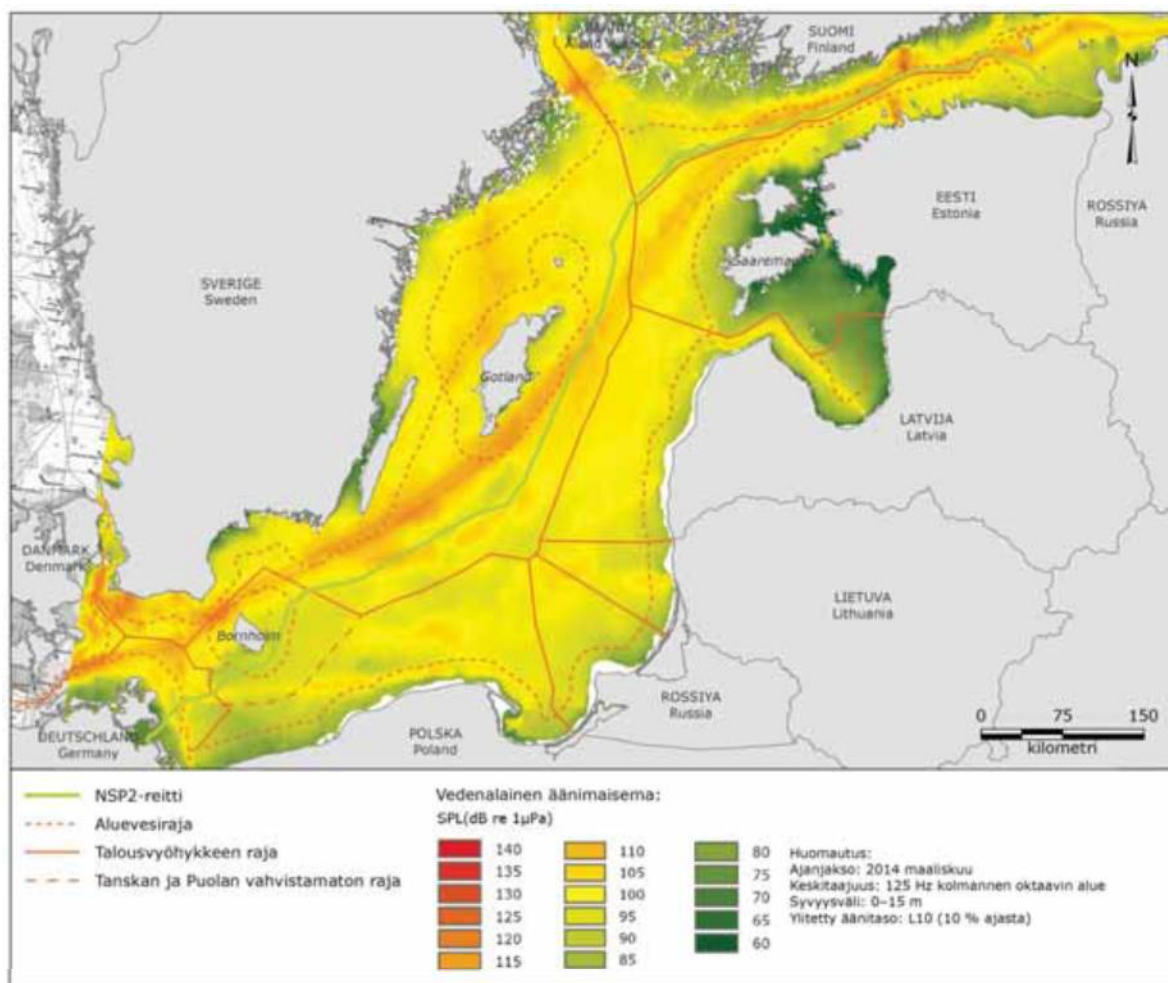 SUOMI
Finland
Åland
N
EESTI
Estonia
ROSSIYA
Russia
Saaremaa
SVERIGE
Sweden
Gotland
LATVIJA
Latvia
DANMARK
Denmark
LIETUVA
Lithuania
Bornholm
ROSSIYA
Russia
0 75 150
kilometri
DEUTSCHLAND
Germany
POLSKA
Poland
NSP2-reitti
Aluevesiraja
Talousvyöhykkeen raja
Tanskan ja Puolan vahvistamaton raja
Vedenalainen äänimaisema:
SPL(dB re 1µPa)
140
135
130
125
120
115
110
105
100
95
90
85
80
75
70
65
60
Huomautus:
Ajanjakso: 2014 maaliskuu
Keskitaajuus: 125 Hz kolmannen oktaavin alue
Syvyysväli: 0–15 m
Ylitetty äänitaso: L10 (10 % ajasta)